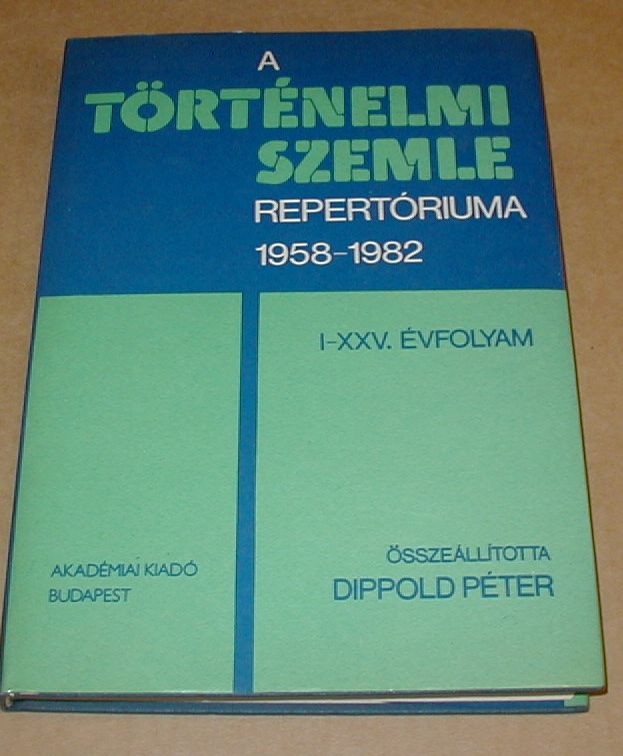 A
TÖRTÉNELMI
SZEMLE
REPERTÓRIUMA
1958-1982
I-XXV. ÉVFOLYAM
ÖSSZEÁLLÍTOTTA
DIPPOLD PÉTER
AKADÉMIAI KIADÓ
BUDAPEST